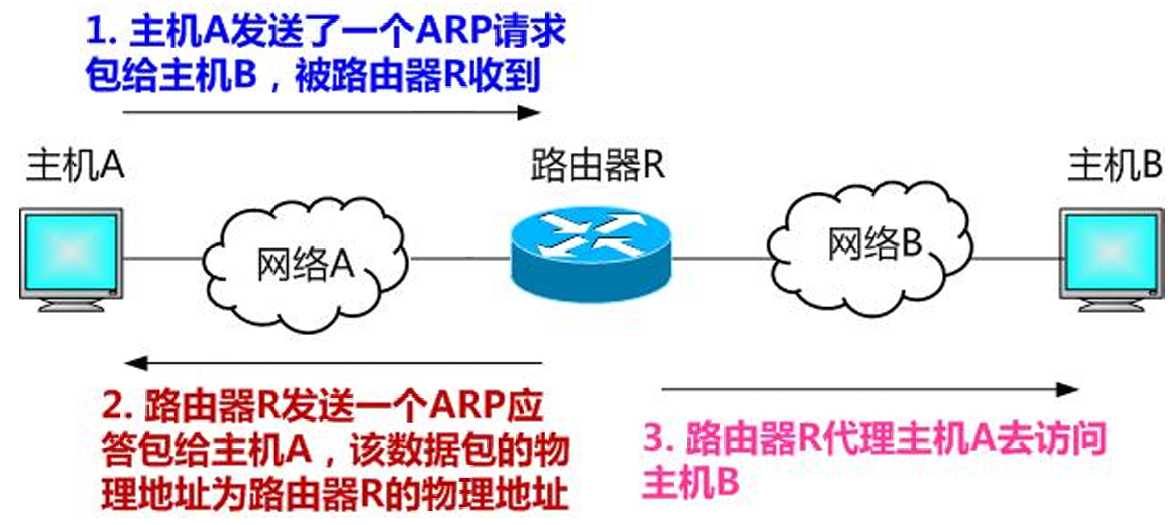 1. 主机A发送了一个ARP请求
包给主机B，被路由器R收到
主机A
路由器R
主机B
网络A
网络B
2. 路由器R发送一个ARP应
答包给主机A，该数据包的物
理地址为路由器R的物理地址
3. 路由器R代理主机A去访问
主机B